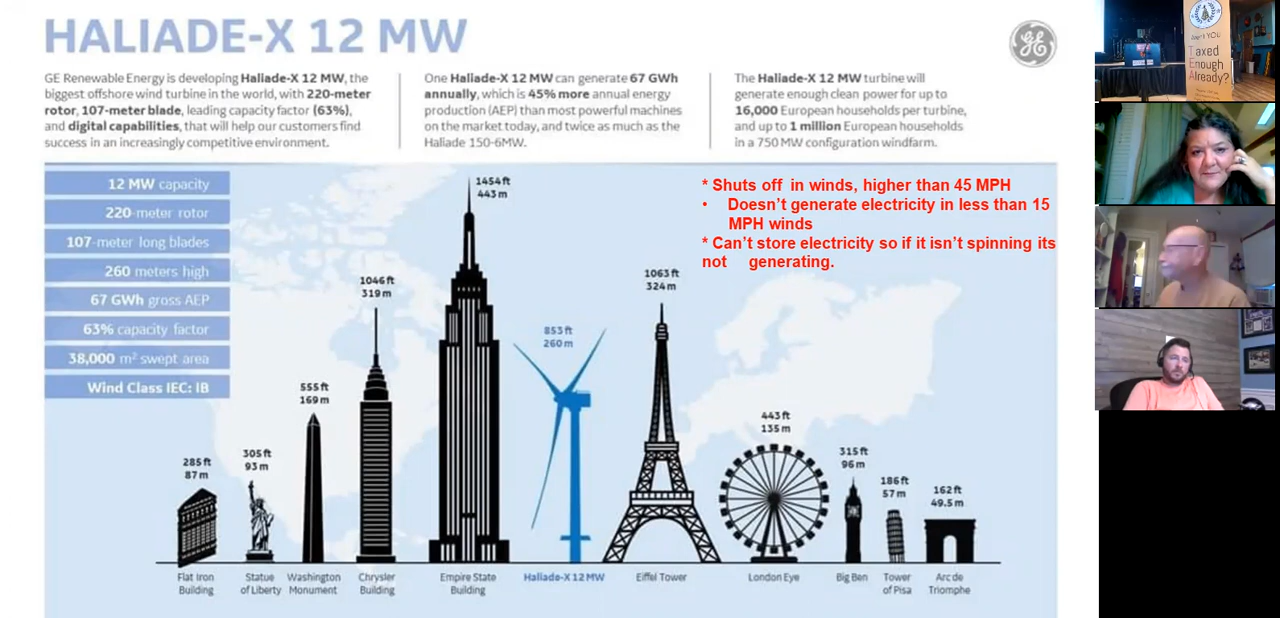 HALIADE-X 12 MW
GE Renewable Energy is developing Haliade-X 12 MW, the
biggest offshore wind turbine in the world, with 220-meter
rotor, 107-meter blade, leading capacity factor (63%),
and digital capabilities, that will help our customers find
success in an increasingly competitive environment.
One Haliade-X 12 MW can generate 67 GWh
annually, which is 45% more annual energy
production (AEP) than most powerful machines
on the market today, and twice as much as the
Haliade 150-6MW.
The Haliade-X 12 MW turbine will
generate enough clean power for up to
16,000 European households per turbine,
and up to 1 million European households
in a 750 MW configuration windfarm.
GE
12 MW capacity
220-meter rotor
107-meter long blades
260 meters high
67 GWh gross AEP
63% capacity factor
38,000 m² swept area
Wind Class IEC: IB
* Shuts off in winds, higher than 45 MPH
• Doesn't generate electricity in less than 15
MPH winds
* Can't store electricity so if it isn't spinning its
not generating.
285 ft
87 m
305 ft
93 m
555 ft
169 m
1046 ft
319 m
1454 ft
443 m
853 ft
260 m
1063 ft
324 m
443 ft
135 m
315 ft
96 m
186 ft
57 m
162 ft
49.5 m
Flat Iron
Building
Statue
of Liberty
Washington
Monument
Chrysler
Building
Empire State
Building
Haliade-X 12 MW
Eiffel Tower
London Eye
Big Ben
Tower
of Pisa
Arc de
Triomphe
YOU
Taxed
Enough
Already?